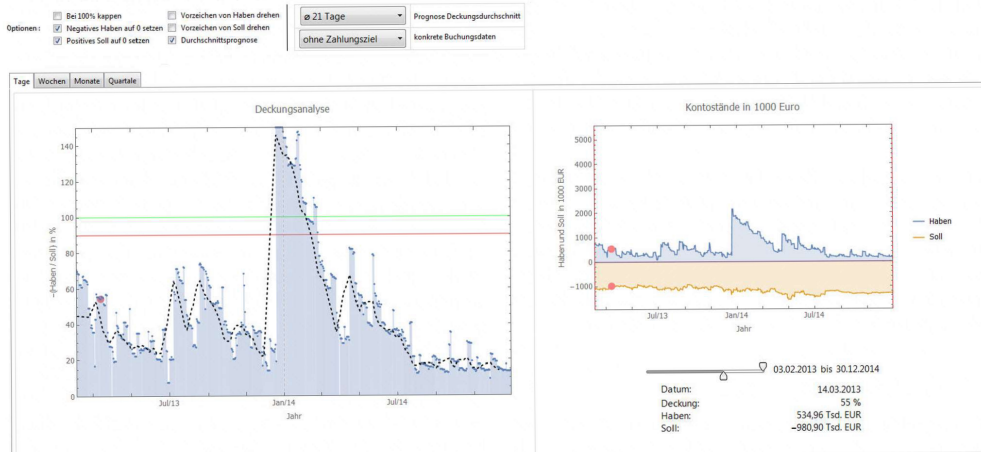 Optionen:
Bei 100% kappen
Vorzeichen von Haben drehen
Negatives Haben auf 0 setzen
Vorzeichen von Soll drehen
Positives Soll auf 0 setzen
Durchschnittsprognose
ø 21 Tage
Prognose Deckungsdurchschnitt
ohne Zahlungsziel
konkrete Buchungsdaten
Tage Wochen Monate Quartale
Deckungsanalyse
−(Haben / Soll) in %
140
120
100
80
60
40
20
0
Jul/13 Jan/14 Jul/14
Jahr
Kontostände in 1000 Euro
Haben und Soll in 1000 EUR
5000
4000
3000
2000
1000
0
−1000
Jul/13 Jan/14 Jul/14
Jahr
Haben
Soll
03.02.2013 bis 30.12.2014
Datum: 14.03.2013
Deckung: 55 %
Haben: 534,96 Tsd. EUR
Soll: −980,90 Tsd. EUR